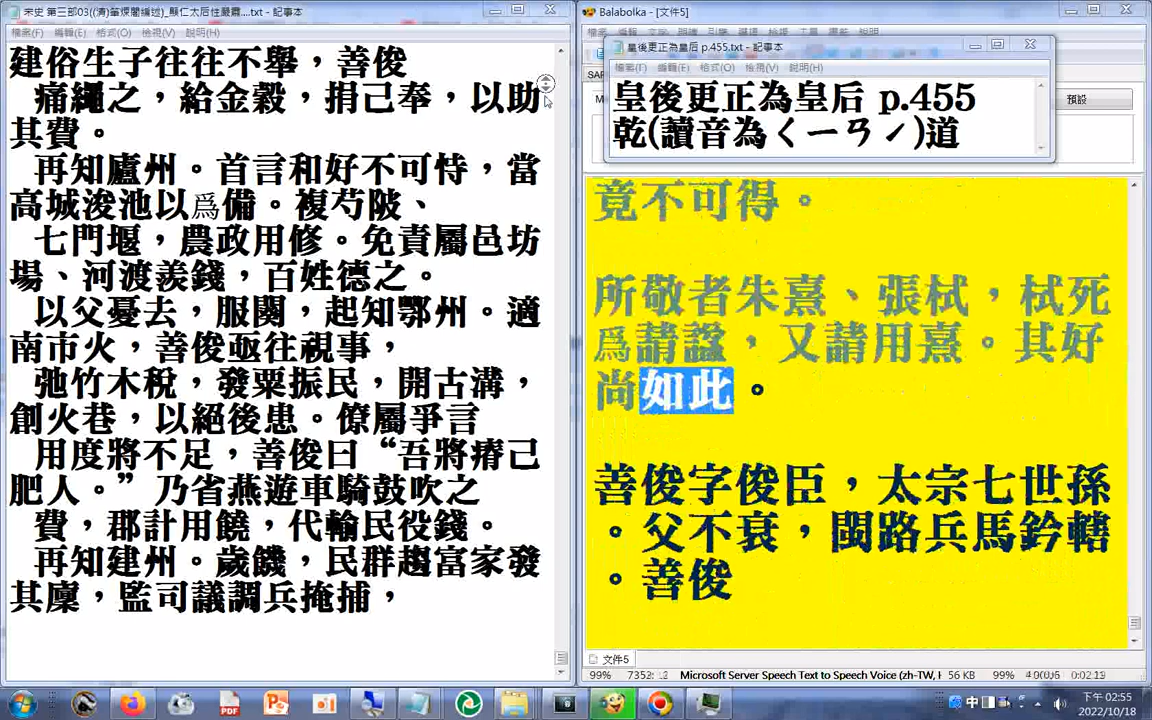 宋史 第三部03((清)篳煙閣編述)_顯仁太后性嚴肅....txt - 記事本
檔案(F) 編輯(E) 格式(O) 檢視(V) 說明(H)
建俗生子往往不舉，善俊
痛繩之，給金穀，捐己奉，以助
其費。
再知廬州。首言和好不可恃，當
高城浚池以爲備。複芍陂、
七門堰，農政用修。免責屬邑坊
場、河渡羨錢，百姓德之。
以父憂去，服闋，起知鄂州。適
南市火，善俊亟往視事，
弛竹木稅，發粟振民，開古溝，
創火巷，以絕後患。僚屬爭言
用度將不足，善俊曰“吾將瘠己
肥人。”乃省燕遊車騎鼓吹之
費，郡計用饒，代輸民役錢。
再知建州。歲饑，民群趨富家發
其廩，監司議調兵掩捕，
Balabolka - [文件5]
皇後更正為皇后 p.455.txt - 記事本
檔案(F) 編輯(E) 格式(O) 檢視(V) 說明(H)
皇後更正為皇后 p.455
乾(讀音為ㄑㄧㄢˊ)道
預設
竟不可得。
所敬者朱熹、張栻，栻死
爲請諡，又請用熹。其好
尚如此。
善俊字俊臣，太宗七世孫
。父不衰，閩路兵馬鈐轄
。善俊
文件5
99%
Microsoft Server Speech Text to Speech Voice (zh-TW, H
56 KB
99%
下午 02:55
2022/10/18